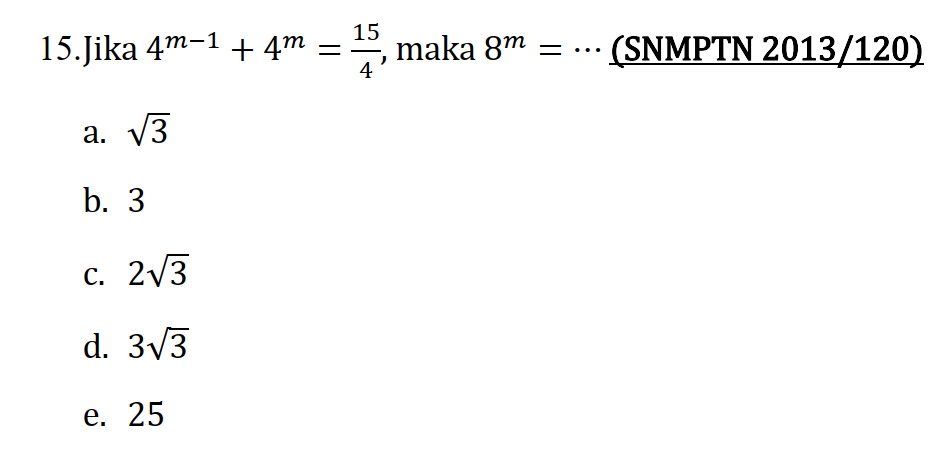 15.Jika 4^{m−1} + 4^m = \frac{15}{4}, maka 8^m = ⋯ (SNMPTN 2013/120)
a. √3
b. 3
c. 2√3
d. 3√3
e. 25